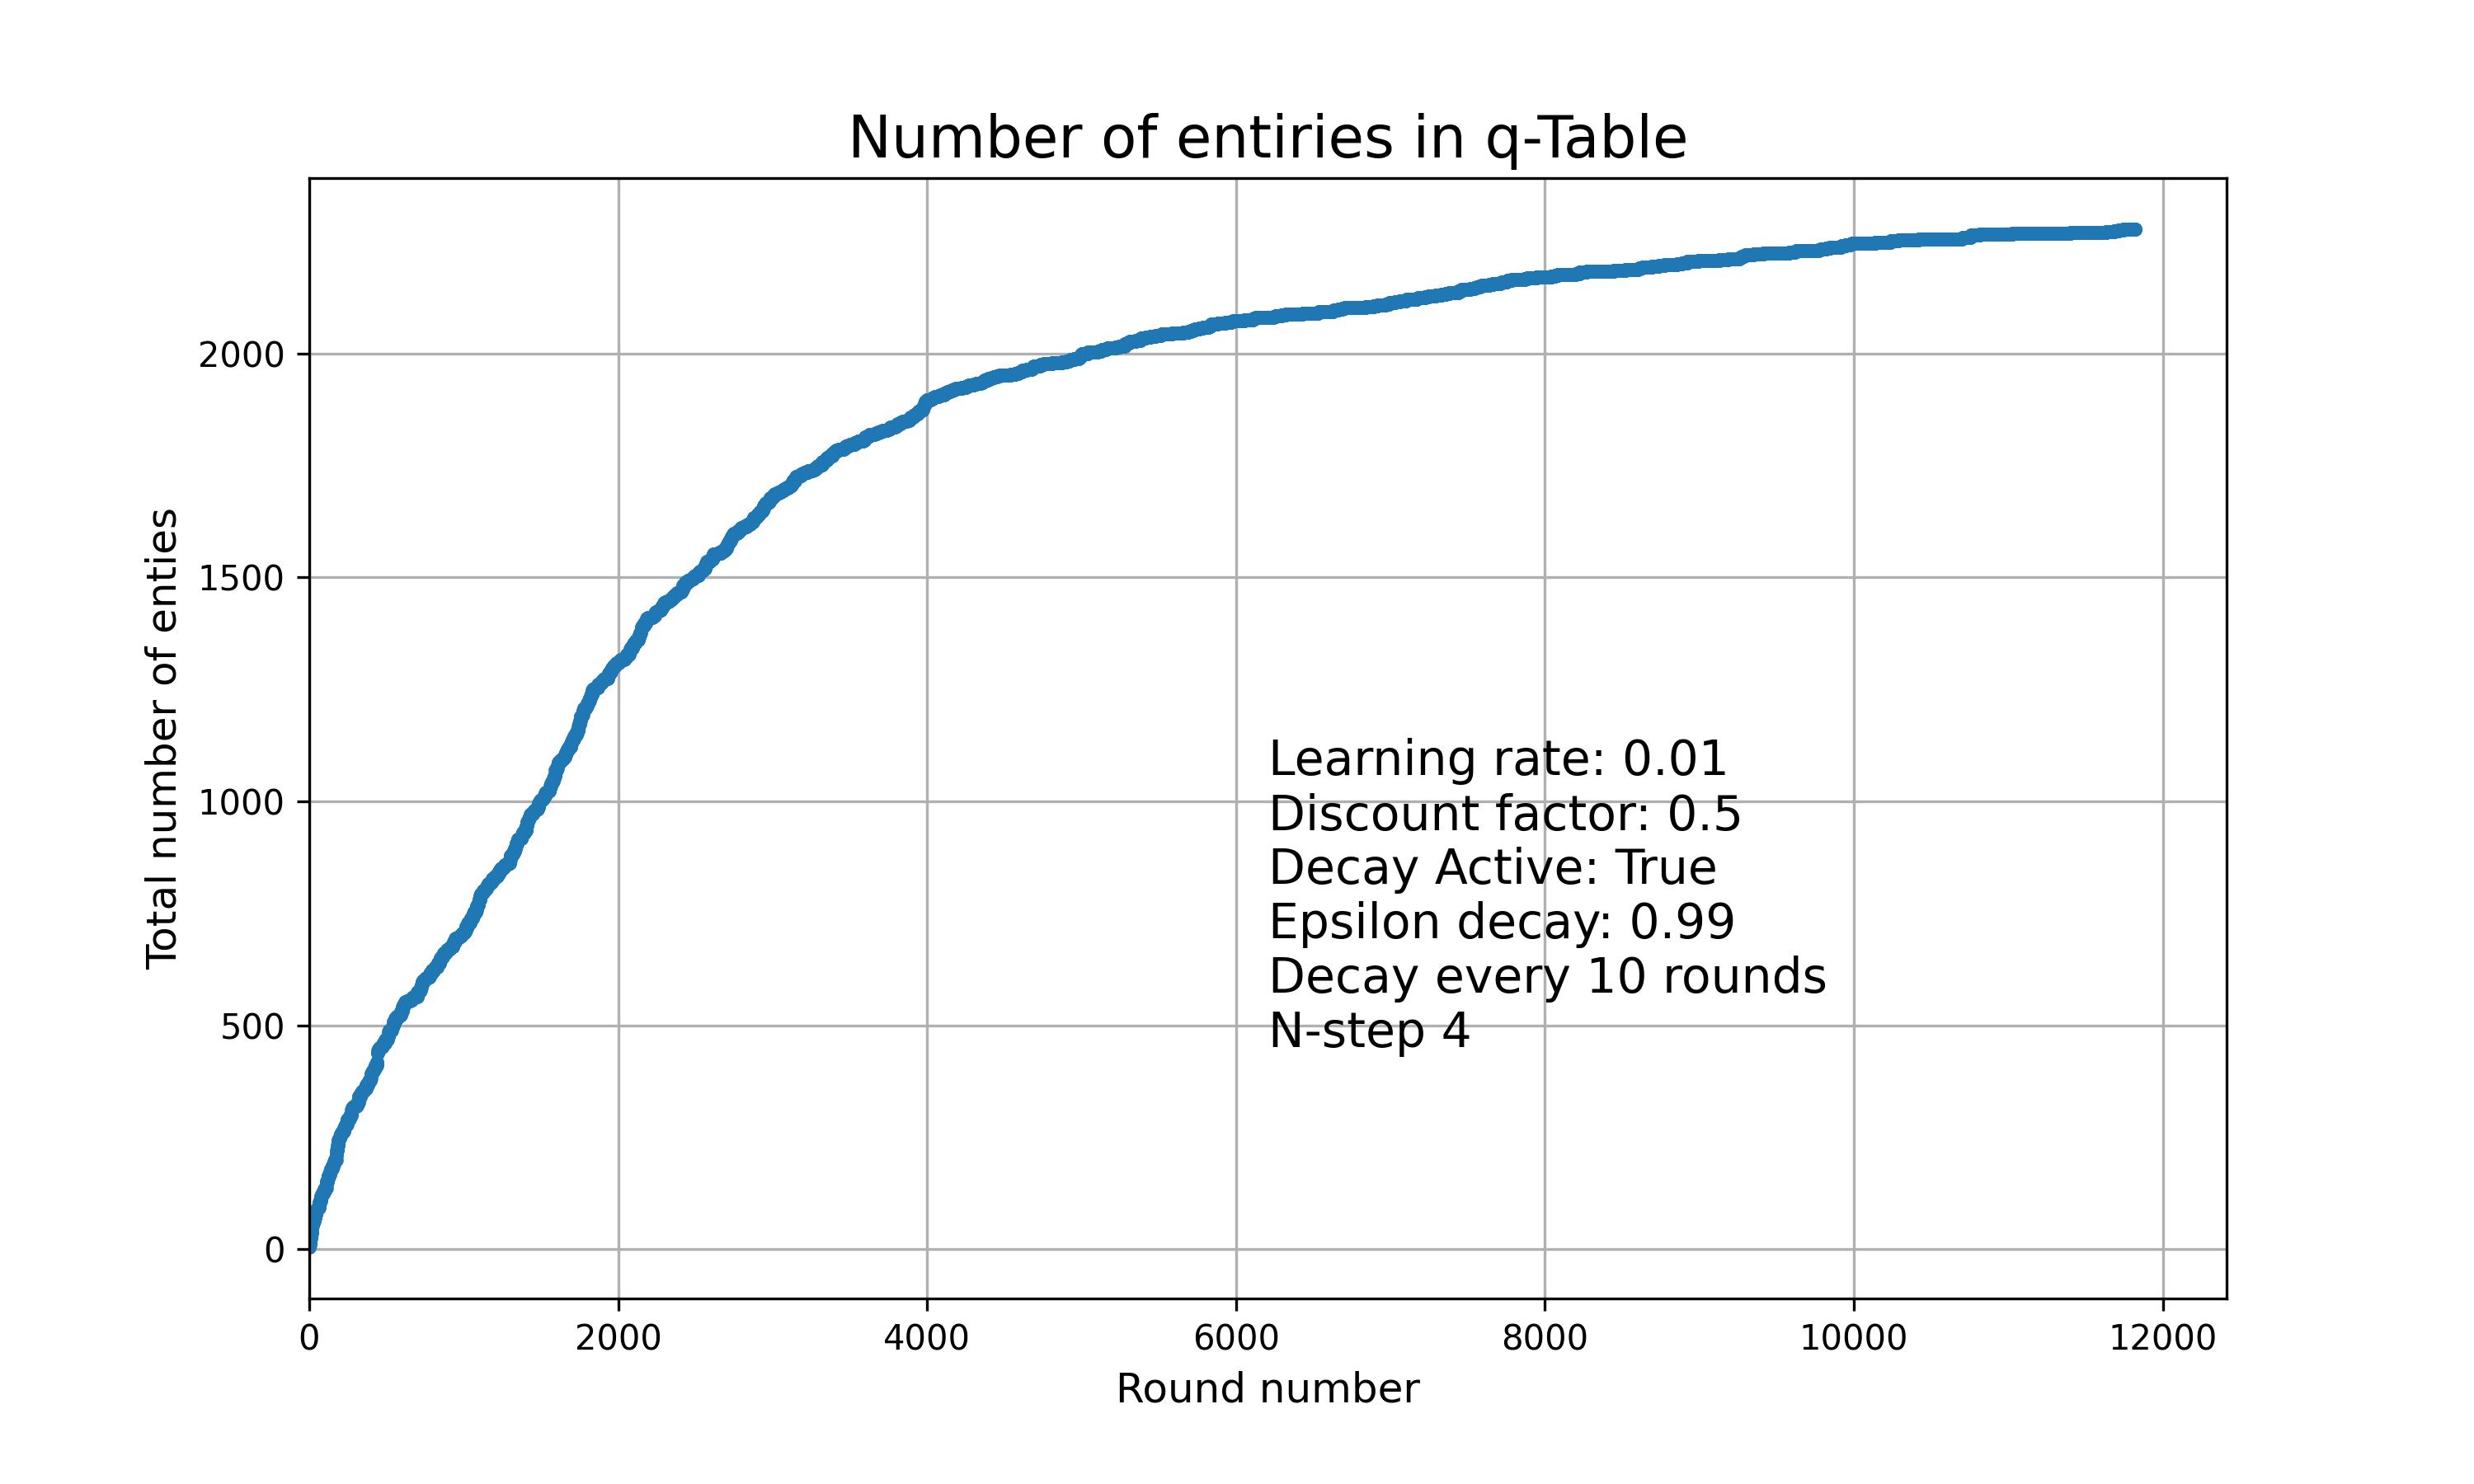 Number of entiries in q-Table
Total number of enties
2000
1500
1000
500
0
Learning rate: 0.01
Discount factor: 0.5
Decay Active: True
Epsilon decay: 0.99
Decay every 10 rounds
N-step 4
0 2000 4000 6000 8000 10000 12000
Round number